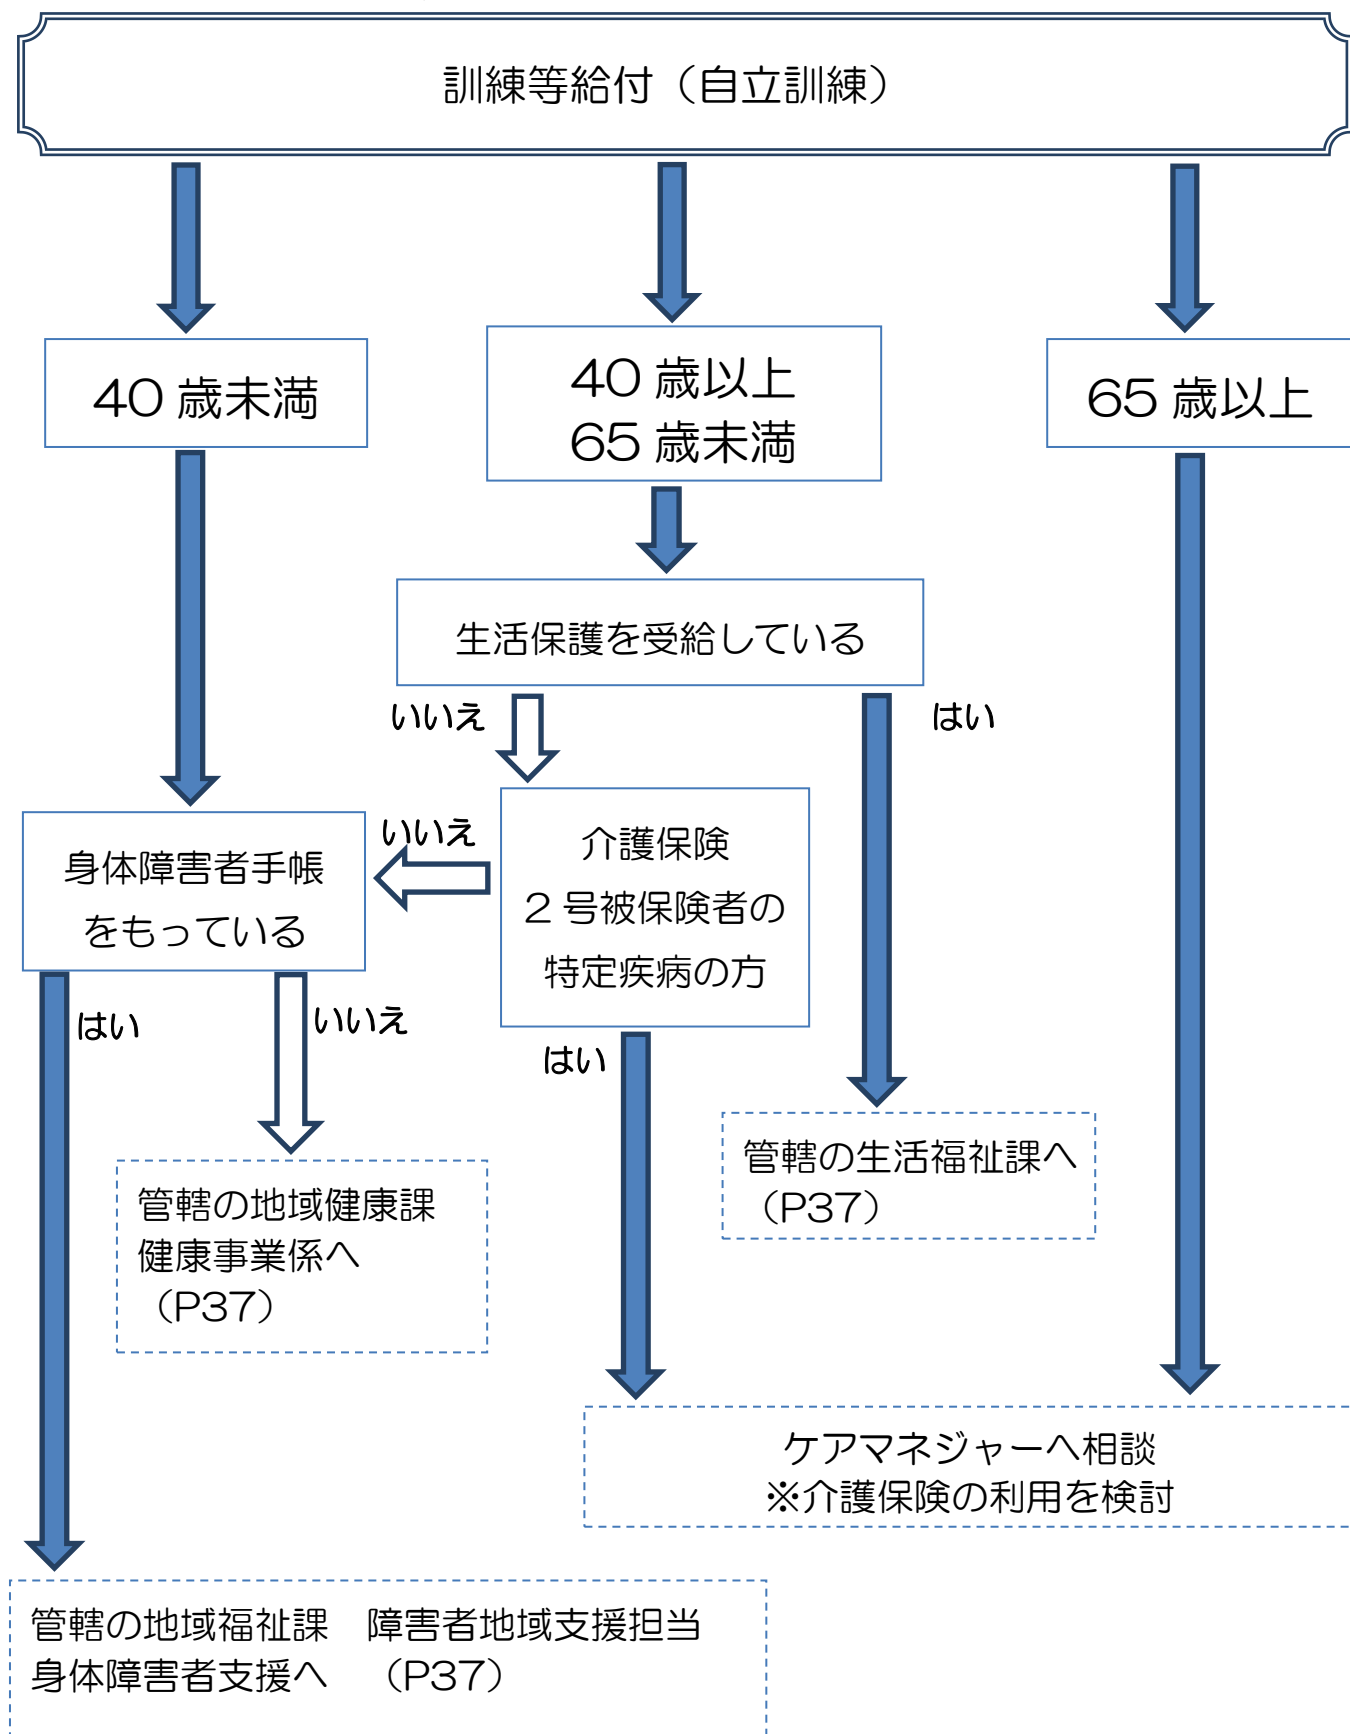 訓練等給付（自立訓練）
40 歳未満
40 歳以上
65 歳未満
65 歳以上
生活保護を受給している
いいえ
はい
身体障害者手帳
をもっている
いいえ
介護保険
２号被保険者の
特定疾病の方
はい
いいえ
はい
管轄の生活福祉課へ
（P37）
管轄の地域健康課
健康事業係へ
（P37）
ケアマネジャーへ相談
※介護保険の利用を検討
管轄の地域福祉課　障害者地域支援担当
身体障害者支援へ　（P37）